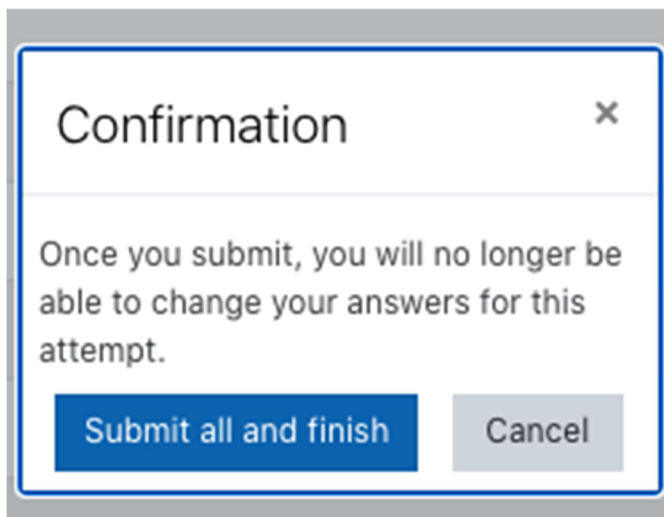 Confirmation
Once you submit, you will no longer be
able to change your answers for this
attempt.
Submit all and finish
Cancel